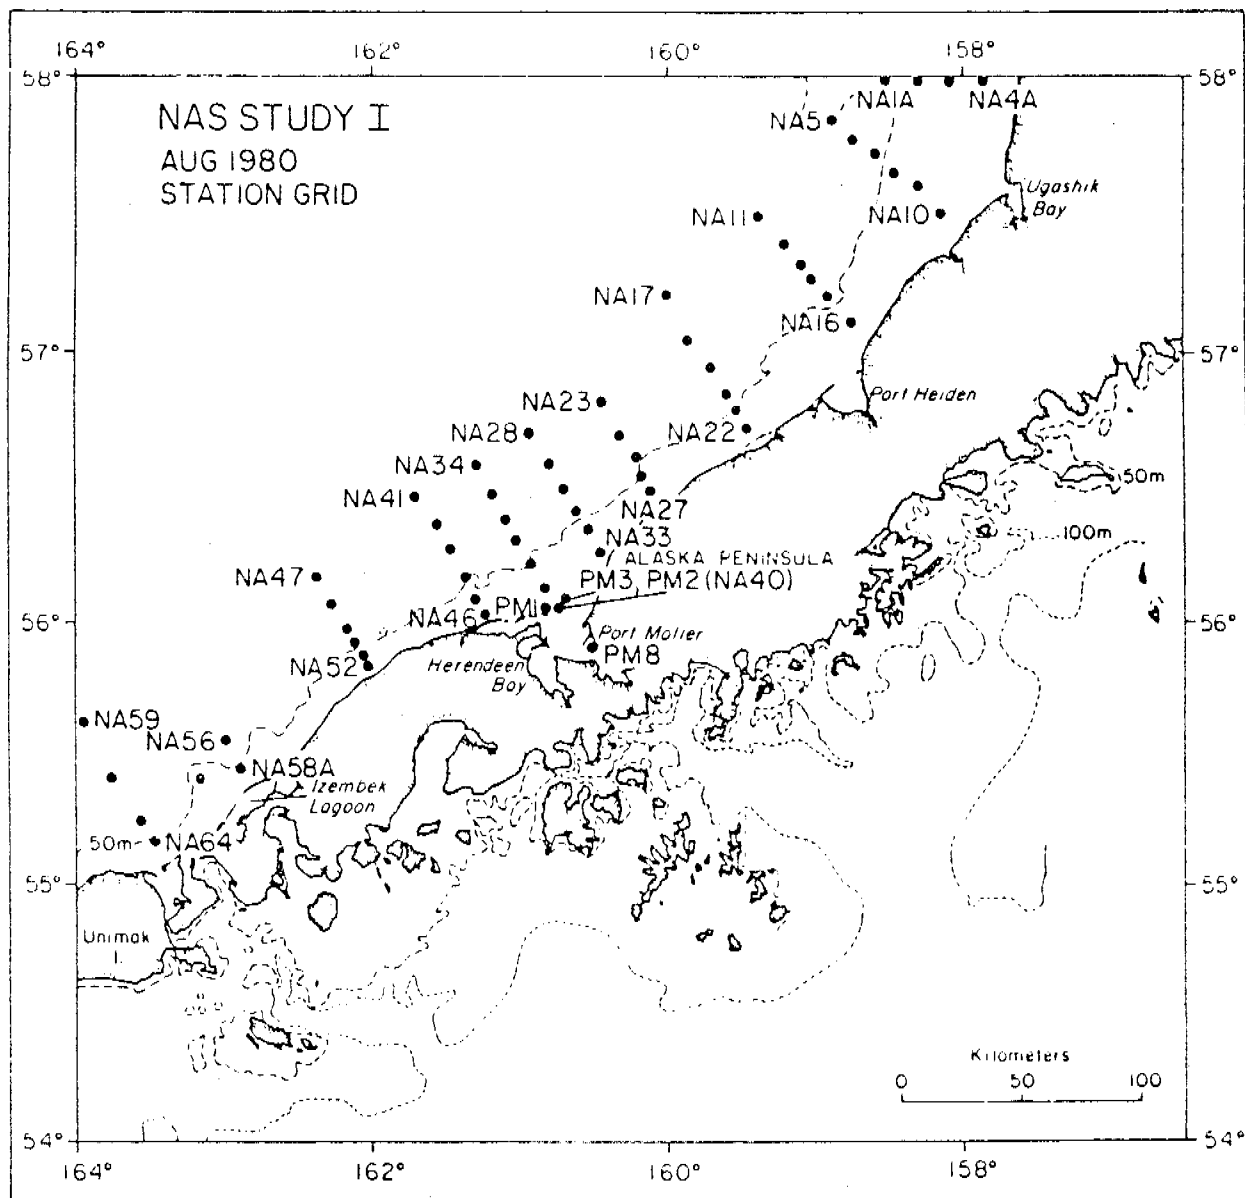 164°
162°
160°
158°
58°
58°
NAS STUDY I
AUG 1980
STATION GRID
NA1A
NA4A
NA5
Ugashik
Bay
NA10
NA11
NA17
NA16
57°
57°
Port Heiden
NA23
NA22
NA28
NA34
50m
NA41
NA27
NA33
100m
ALASKA PENINSULA
NA47
PM3, PM2 (NA40)
NA46
PM1
56°
56°
Port Moller
NA52
Herendeen
Bay
PM8
NA59
NA56
NA58A
Izembek
Lagoon
50m
NA64
55°
55°
Unimak
I.
Kilometers
0
50
100
54°
54°
164°
162°
160°
158°